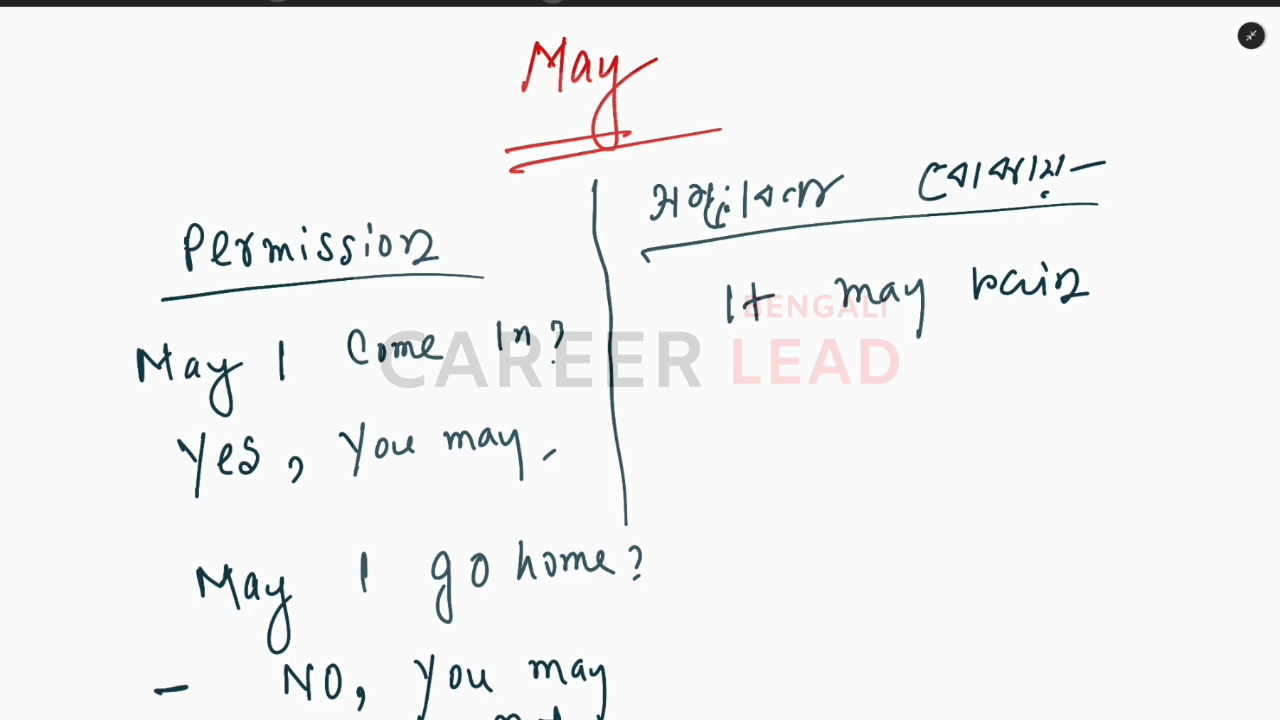 May
Permission
May I Come In?
Yes, you may.
May I go home?
- NO, you may
not
সম্ভাবনা বোঝায় -
It may rain
BENGALI
CAREER LEAD